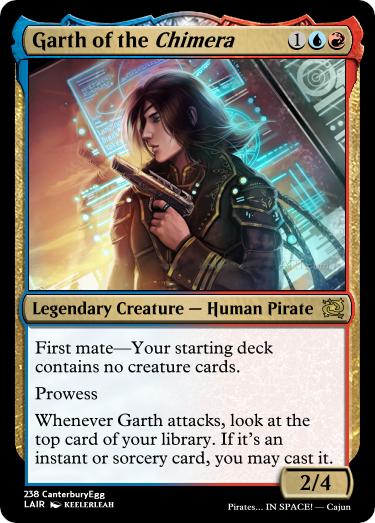 Garth of the Chimera
1
Legendary Creature — Human Pirate
First mate—Your starting deck
contains no creature cards.
Prowess
Whenever Garth attacks, look at the
top card of your library. If it's an
instant or sorcery card, you may cast it.
2/4
238 CanterburyEgg
LAIR KEELERLEAH
Pirates... IN SPACE! — Cajun